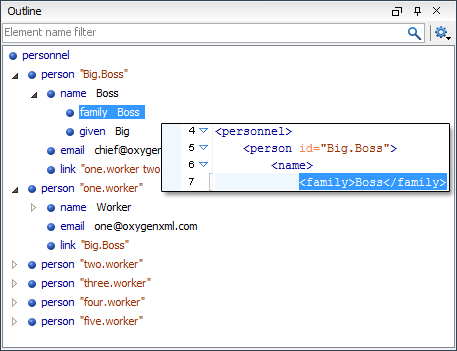 Outline
Element name filter
personnel
person "Big.Boss"
name Boss
family Boss
given Big
email chief@oxygen
link "one.worker two
person "one.worker"
name Worker
email one@oxygenxml.com
link "Big.Boss"
person "two.worker"
person "three.worker"
person "four.worker"
person "five.worker"
4 <personnel>
5 <person id="Big.Boss">
6 <name>
7 <family>Boss</family>